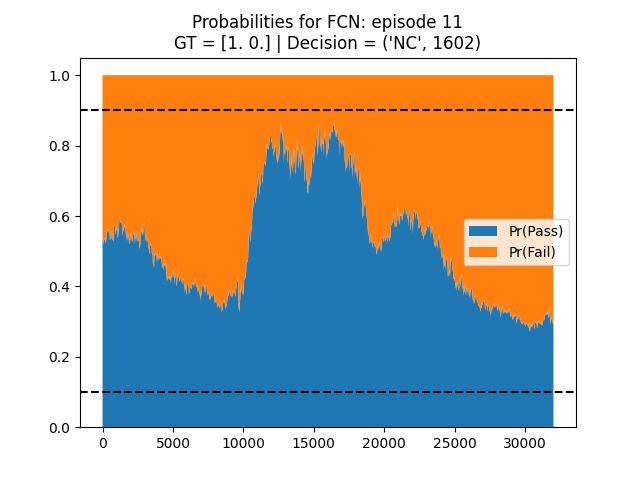 Probabilities for FCN: episode 11
GT = [1. 0.] | Decision = ('NC', 1602)
1.0
0.8
0.6
0.4
0.2
0.0
Pr(Pass)
Pr(Fail)
0 5000 10000 15000 20000 25000 30000